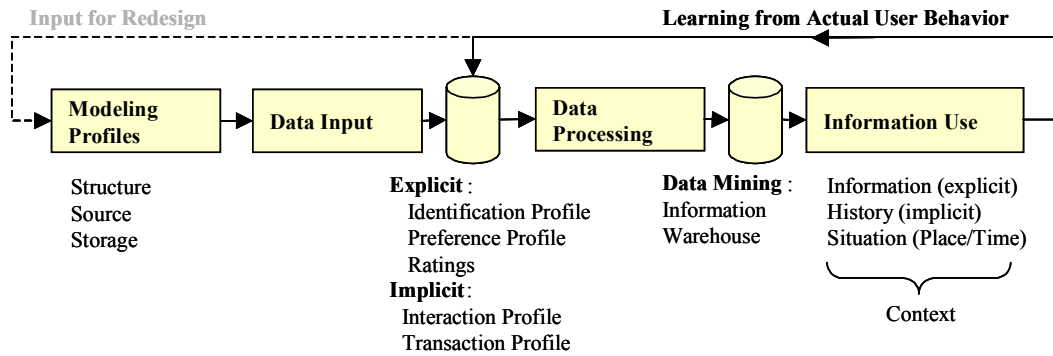 Input for Redesign
Learning from Actual User Behavior
Modeling
Profiles
Data Input
Data
Processing
Information Use
Structure
Source
Storage
Explicit :
Identification Profile
Preference Profile
Ratings
Implicit :
Interaction Profile
Transaction Profile
Data Mining :
Information
Warehouse
Information (explicit)
History (implicit)
Situation (Place/Time)
Context